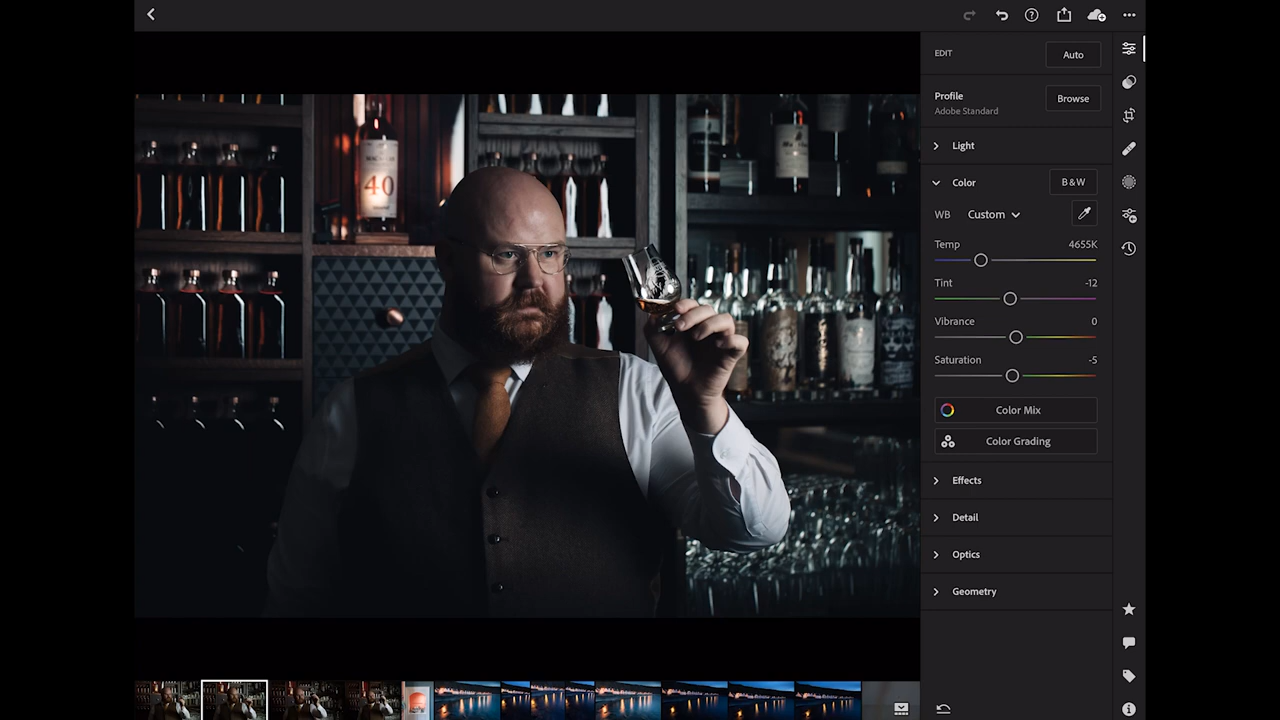 EDIT
Auto
Profile
Adobe Standard
Browse
Light
Color
B&W
WB
Custom
Temp
4655K
Tint
-12
Vibrance
0
Saturation
-5
Color Mix
Color Grading
Effects
Detail
Optics
Geometry
40